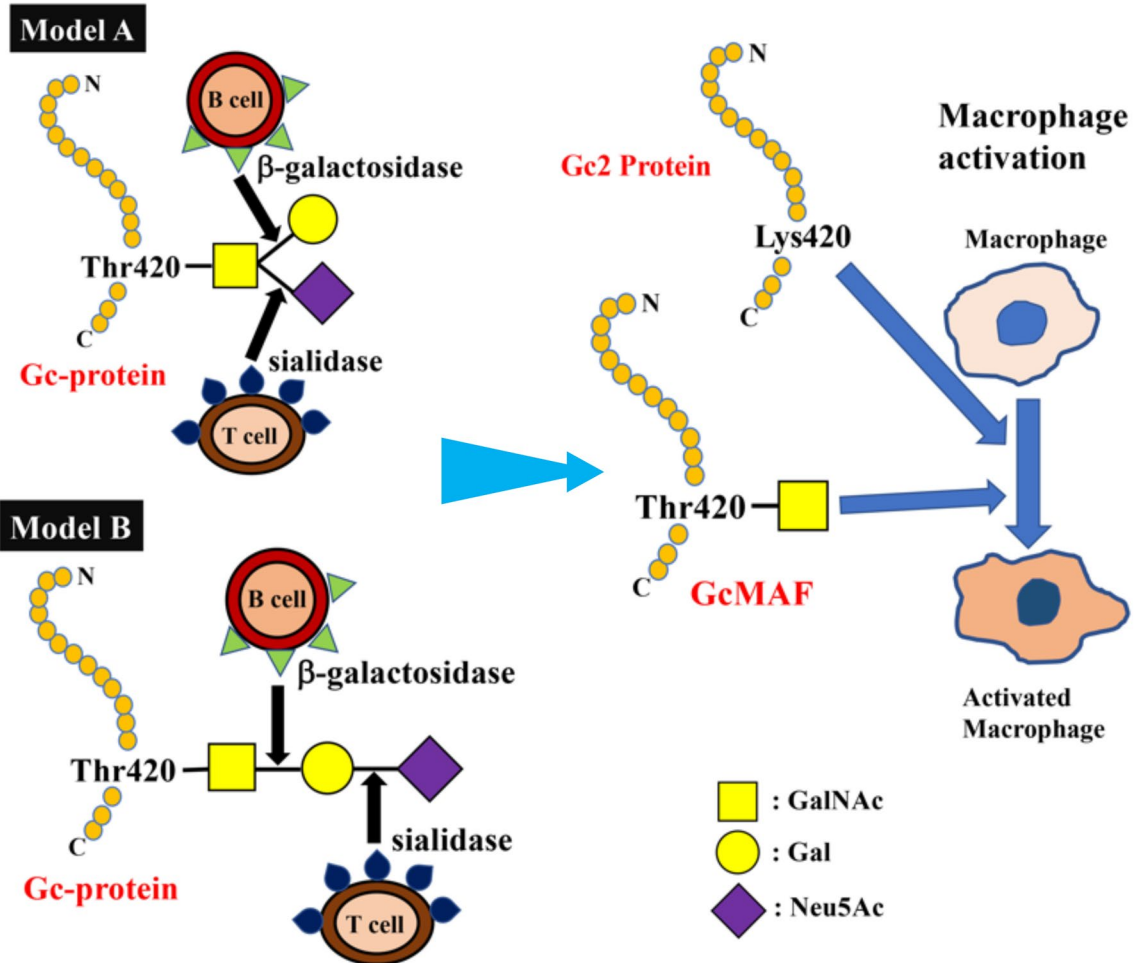 Model A
N
B cell
β-galactosidase
Thr420
C
sialidase
Gc-protein
T cell
Model B
N
B cell
β-galactosidase
Thr420
C
sialidase
Gc-protein
T cell
N
Gc2 Protein
Lys420
C
Macrophage
activation
Macrophage
N
Thr420
C
GcMAF
Activated
Macrophage
: GalNAc
: Gal
: Neu5Ac